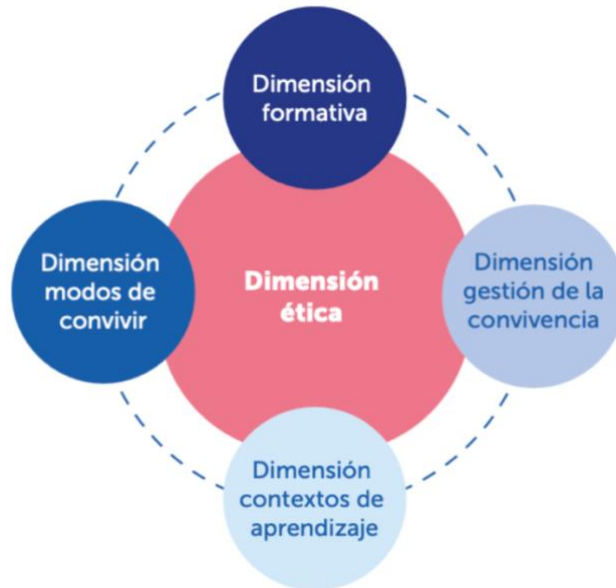 Dimensión
formativa
Dimensión
modos de
convivir
Dimensión
ética
Dimensión
gestión de la
convivencia
Dimensión
contextos de
aprendizaje